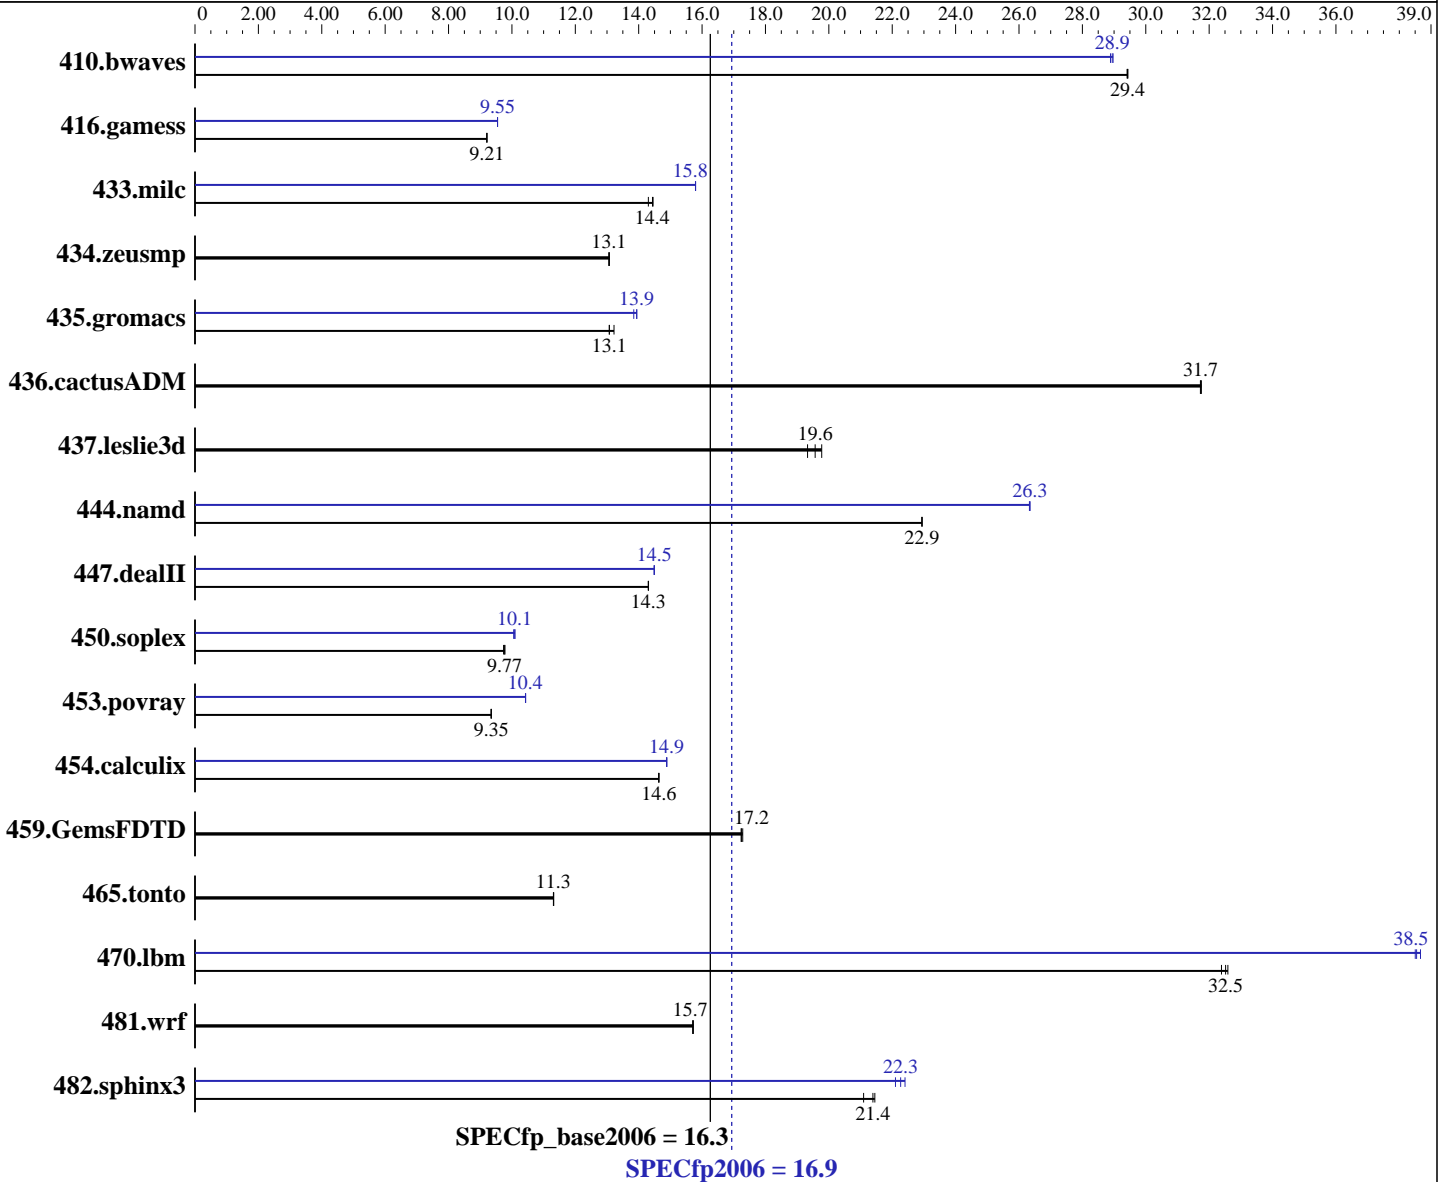 0 2.00 4.00 6.00 8.00 10.0 12.0 14.0 16.0 18.0 20.0 22.0 24.0 26.0 28.0 30.0 32.0 34.0 36.0 39.0
28.9
410.bwaves
29.4
9.55
416.gamess
9.21
15.8
433.milc
14.4
13.1
434.zeusmp
13.9
435.gromacs
13.1
31.7
436.cactusADM
19.6
437.leslie3d
26.3
444.namd
22.9
14.5
447.dealII
14.3
10.1
450.soplex
9.77
10.4
453.povray
9.35
14.9
454.calculix
14.6
17.2
459.GemsFDTD
11.3
465.tonto
38.5
470.lbm
32.5
15.7
481.wrf
22.3
482.sphinx3
21.4
SPECfp_base2006 = 16.3
SPECfp2006 = 16.9